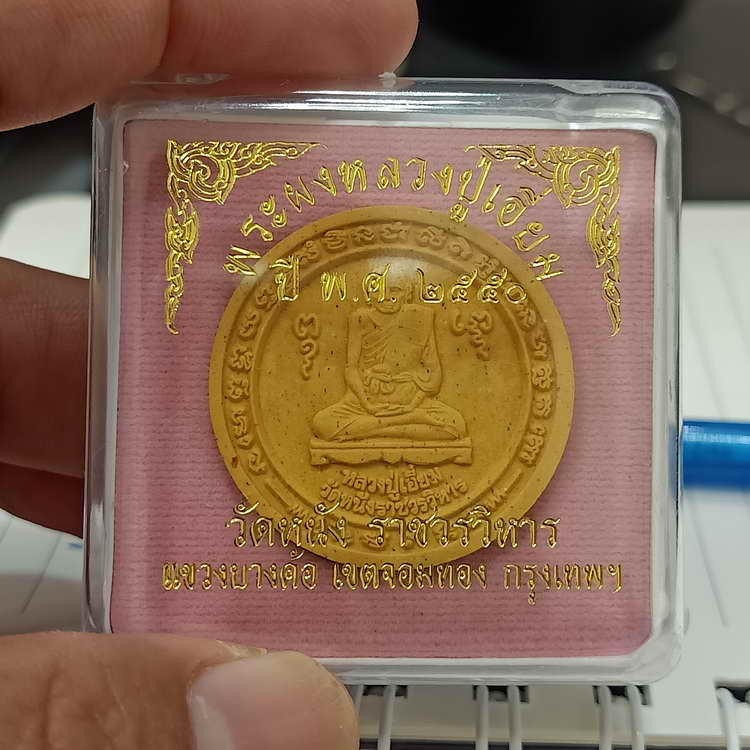 พระผงหลวงปู่เอี่ยม
ปี พ.ศ. ๒๕๕๐
หลวงปู่เอี่ยม
วัดหนังราชวรวิหาร
วัดหนัง ราชวรวิหาร
แขวงบางค้อ เขตจอมทอง กรุงเทพฯ